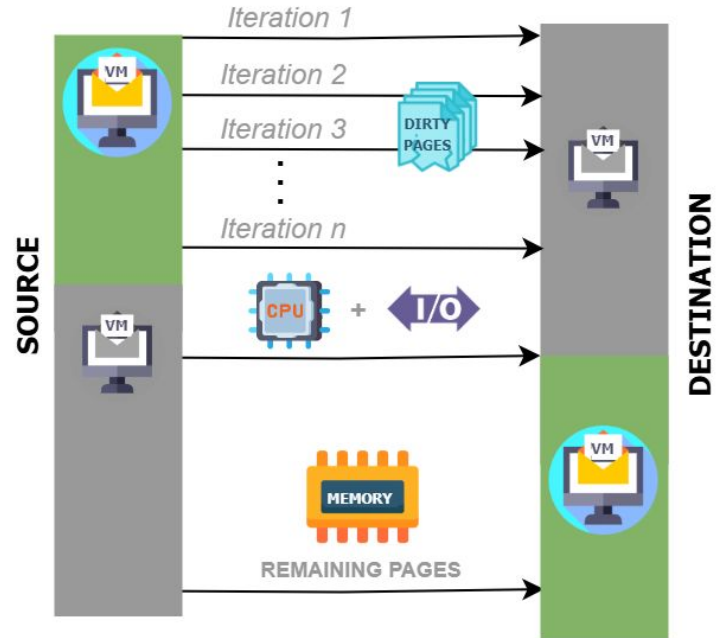 Iteration 1
VM
Iteration 2
DIRTY
PAGES
Iteration 3
VM
Iteration n
SOURCE
DESTINATION
CPU + I/O
VM
VM
MEMORY
REMAINING PAGES